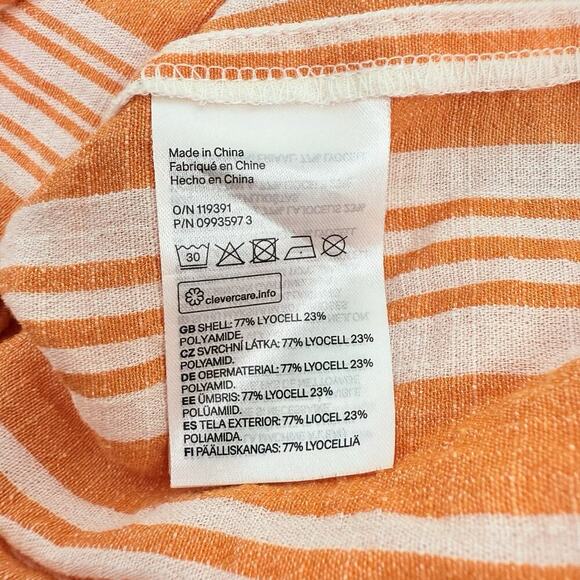 Made in China
Fabriqué en Chine
Hecho en China
O/N 119391
P/N 0993597 3
30
clevercare.info
GB SHELL: 77% LYOCELL 23%
POLYAMIDE.
CZ SVRCHNÍ LÁTKA: 77% LYOCELL 23%
POLYAMID.
DE OBERMATERIAL: 77% LYOCELL 23%
POLYAMID.
EE ÜMBRIS: 77% LYOCELL 23%
POLÜAMIID.
ES TELA EXTERIOR: 77% LIOCEL 23%
POLIAMIDA.
FI PÄÄLLISKANGAS: 77% LYOCELLIÄ